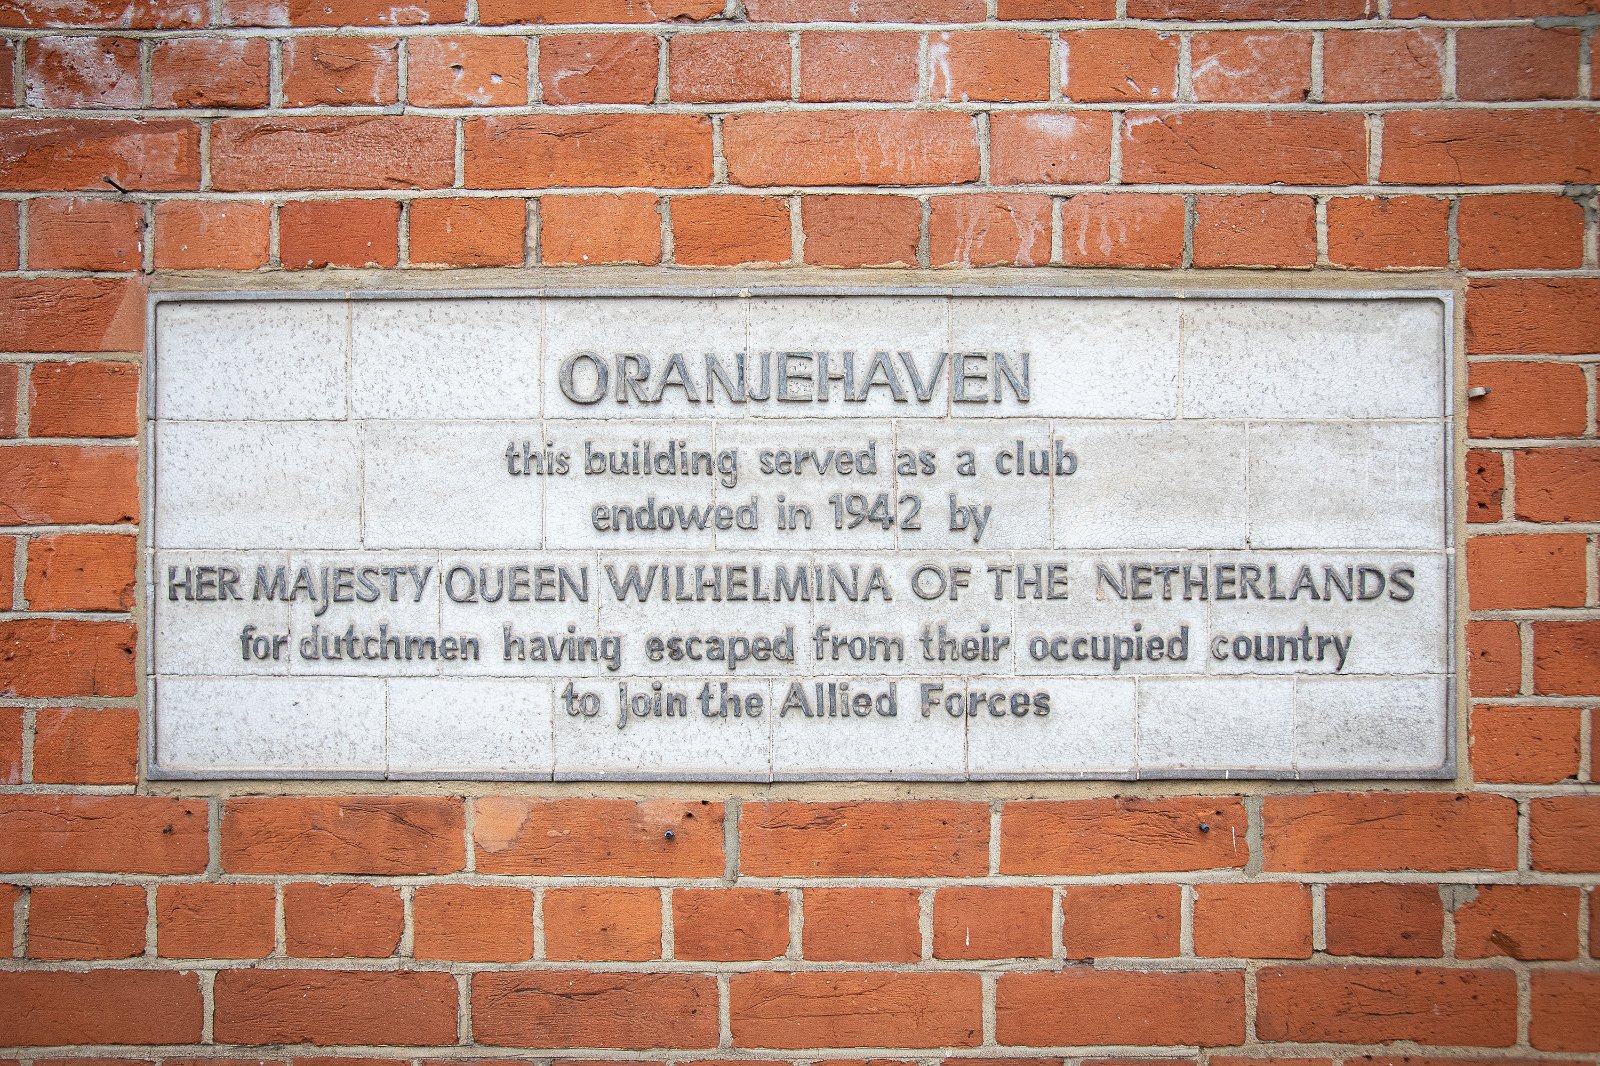 ORANJEHAVEN
this building served as a club
endowed in 1942 by
HER MAJESTY QUEEN WILHELMINA OF THE NETHERLANDS
for dutchmen having escaped from their occupied country
to join the Allied Forces